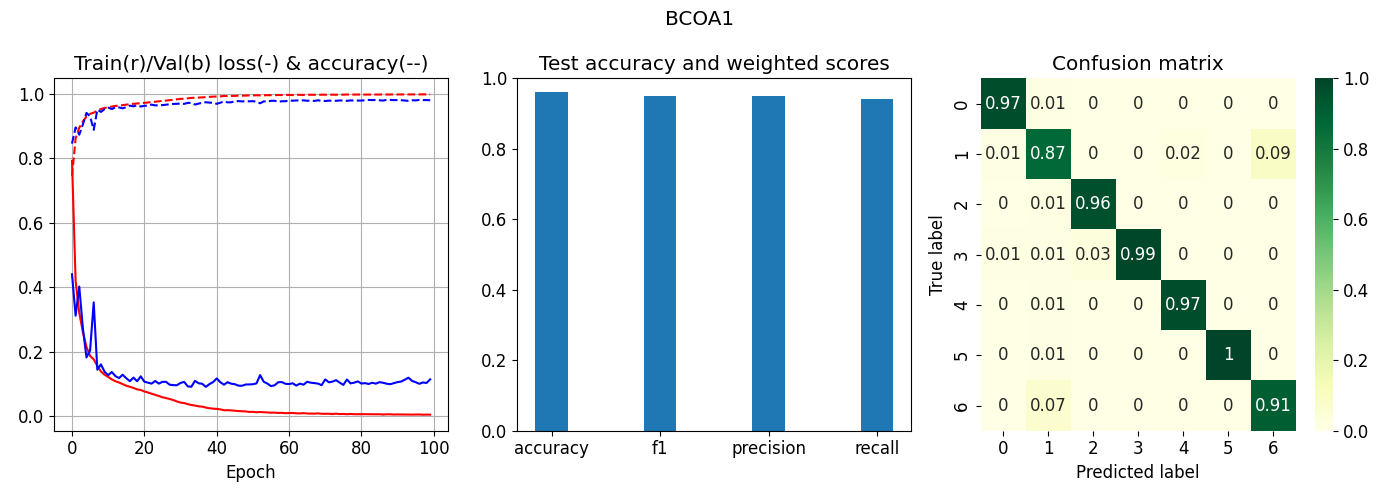 BCOA1
Train(r)/Val(b) loss(-) & accuracy(--)
1.0
0.8
0.6
0.4
0.2
0.0
0 20 40 60 80 100
Epoch
Test accuracy and weighted scores
1.0
0.8
0.6
0.4
0.2
0.0
accuracy f1 precision recall
Confusion matrix
True label
0 0.97 0.01 0 0 0 0 0
1 0.01 0.87 0 0 0.02 0 0.09
2 0 0.01 0.96 0 0 0 0
3 0.01 0.01 0.03 0.99 0 0 0
4 0 0.01 0 0 0.97 0 0
5 0 0.01 0 0 0 1 0
6 0 0.07 0 0 0 0 0.91
0 1 2 3 4 5 6
Predicted label
1.0
0.8
0.6
0.4
0.2
0.0